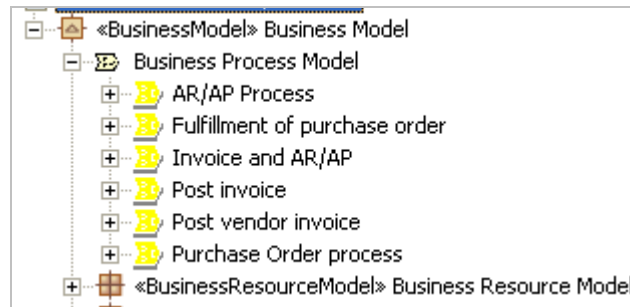 «BusinessModel» Business Model
Business Process Model
AR/AP Process
Fulfillment of purchase order
Invoice and AR/AP
Post invoice
Post vendor invoice
Purchase Order process
«BusinessResourceModel» Business Resource Model